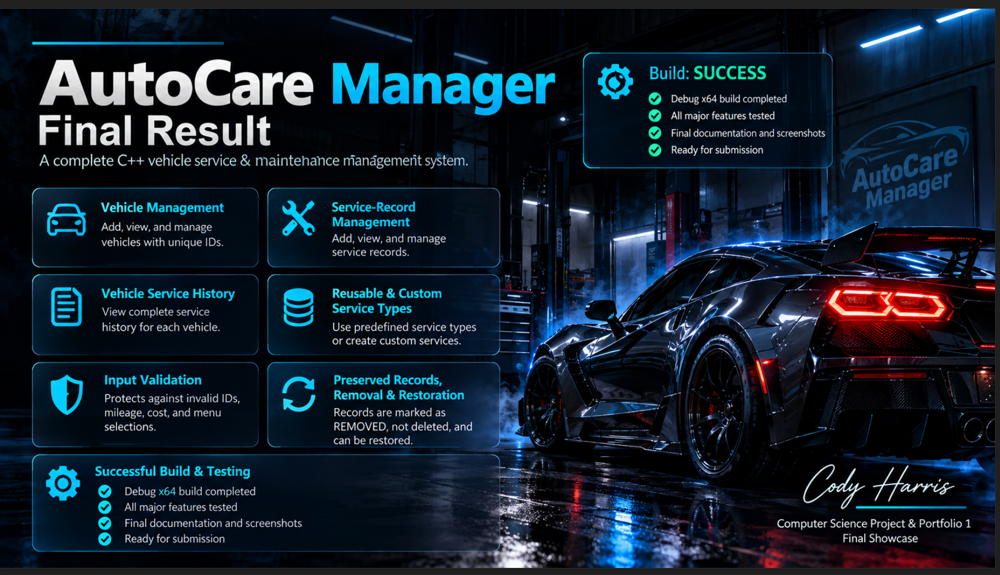 AutoCare Manager
Final Result
A complete C++ vehicle service & maintenance management system.
Build: SUCCESS
Debug x64 build completed
All major features tested
Final documentation and screenshots
Ready for submission
AutoCare
Manager
Vehicle Management
Add, view, and manage
vehicles with unique IDs.
Service-Record
Management
Add, view, and manage
service records.
Vehicle Service History
View complete service
history for each vehicle.
Reusable & Custom
Service Types
Use predefined service types
or create custom services.
Input Validation
Protects against invalid IDs,
mileage, cost, and menu
selections.
Preserved Records,
Removal & Restoration
Records are marked as
REMOVED, not deleted, and
can be restored.
Successful Build & Testing
Debug x64 build completed
All major features tested
Final documentation and screenshots
Ready for submission
Cody Harris
Computer Science Project & Portfolio 1
Final Showcase